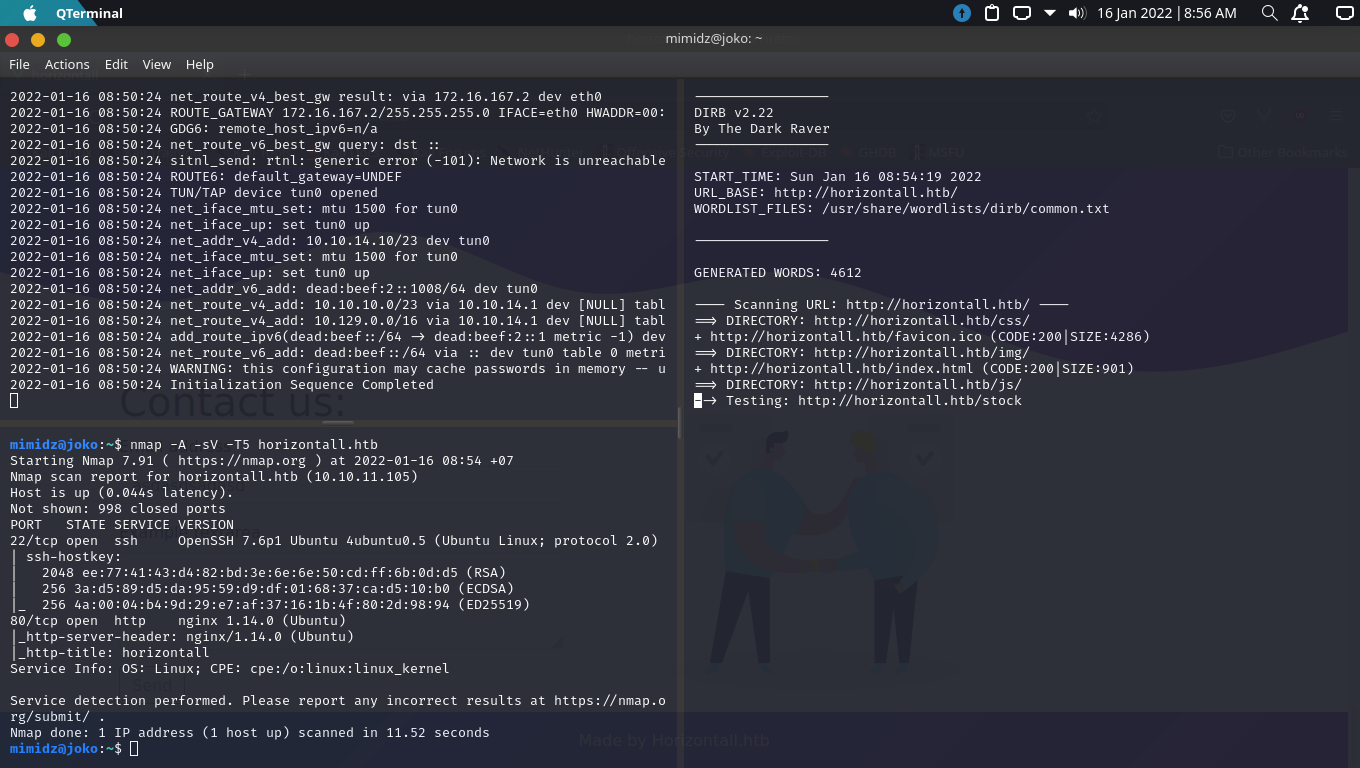 QTerminal
16 Jan 2022 | 8:56 AM
mimidz@joko: ~
File Actions Edit View Help
2022-01-16 08:50:24 net_route_v4_best_gw result: via 172.16.167.2 dev eth0
2022-01-16 08:50:24 ROUTE_GATEWAY 172.16.167.2/255.255.255.0 IFACE=eth0 HWADDR=00:
2022-01-16 08:50:24 GDG6: remote_host_ipv6=n/a
2022-01-16 08:50:24 net_route_v6_best_gw query: dst ::
2022-01-16 08:50:24 sitnl_send: rtnl: generic error (-101): Network is unreachable
2022-01-16 08:50:24 ROUTE6: default_gateway=UNDEF
2022-01-16 08:50:24 TUN/TAP device tun0 opened
2022-01-16 08:50:24 net_iface_mtu_set: mtu 1500 for tun0
2022-01-16 08:50:24 net_iface_up: set tun0 up
2022-01-16 08:50:24 net_addr_v4_add: 10.10.14.10/23 dev tun0
2022-01-16 08:50:24 net_iface_mtu_set: mtu 1500 for tun0
2022-01-16 08:50:24 net_iface_up: set tun0 up
2022-01-16 08:50:24 net_addr_v6_add: dead:beef:2::1008/64 dev tun0
2022-01-16 08:50:24 net_route_v4_add: 10.10.10.0/23 via 10.10.14.1 dev [NULL] tabl
2022-01-16 08:50:24 net_route_v4_add: 10.129.0.0/16 via 10.10.14.1 dev [NULL] tabl
2022-01-16 08:50:24 add_route_ipv6(dead:beef::/64 -> dead:beef:2::1 metric -1) dev
2022-01-16 08:50:24 net_route_v6_add: dead:beef::/64 via :: dev tun0 table 0 metri
2022-01-16 08:50:24 WARNING: this configuration may cache passwords in memory -- u
2022-01-16 08:50:24 Initialization Sequence Completed
Contact us:
mimidz@joko:~$ nmap -A -sV -T5 horizontall.htb
Starting Nmap 7.91 ( https://nmap.org ) at 2022-01-16 08:54 +07
Nmap scan report for horizontall.htb (10.10.11.105)
Host is up (0.044s latency).
Not shown: 998 closed ports
PORT   STATE SERVICE VERSION
22/tcp open  ssh     OpenSSH 7.6p1 Ubuntu 4ubuntu0.5 (Ubuntu Linux; protocol 2.0)
| ssh-hostkey:
|   2048 ee:77:41:43:d4:82:bd:3e:6e:6e:50:cd:ff:6b:0d:d5 (RSA)
|   256 3a:d5:89:d5:da:95:59:d9:df:01:68:37:ca:d5:10:b0 (ECDSA)
|_  256 4a:00:04:b4:9d:29:e7:af:37:16:1b:4f:80:2d:98:94 (ED25519)
80/tcp open  http    nginx 1.14.0 (Ubuntu)
|_http-server-header: nginx/1.14.0 (Ubuntu)
|_http-title: horizontall
Service Info: OS: Linux; CPE: cpe:/o:linux:linux_kernel
Send
Service detection performed. Please report any incorrect results at https://nmap.o
rg/submit/ .
Nmap done: 1 IP address (1 host up) scanned in 11.52 seconds
mimidz@joko:~$
-----------------
DIRB v2.22
By The Dark Raver
-----------------
Exploit-DB GHDB MSFU
Other Bookmarks
START_TIME: Sun Jan 16 08:54:19 2022
URL_BASE: http://horizontall.htb/
WORDLIST_FILES: /usr/share/wordlists/dirb/common.txt
-----------------
GENERATED WORDS: 4612
---- Scanning URL: http://horizontall.htb/ ----
==> DIRECTORY: http://horizontall.htb/css/
+ http://horizontall.htb/favicon.ico (CODE:200|SIZE:4286)
==> DIRECTORY: http://horizontall.htb/img/
+ http://horizontall.htb/index.html (CODE:200|SIZE:901)
==> DIRECTORY: http://horizontall.htb/js/
--> Testing: http://horizontall.htb/stock
Made by Horizontall.htb